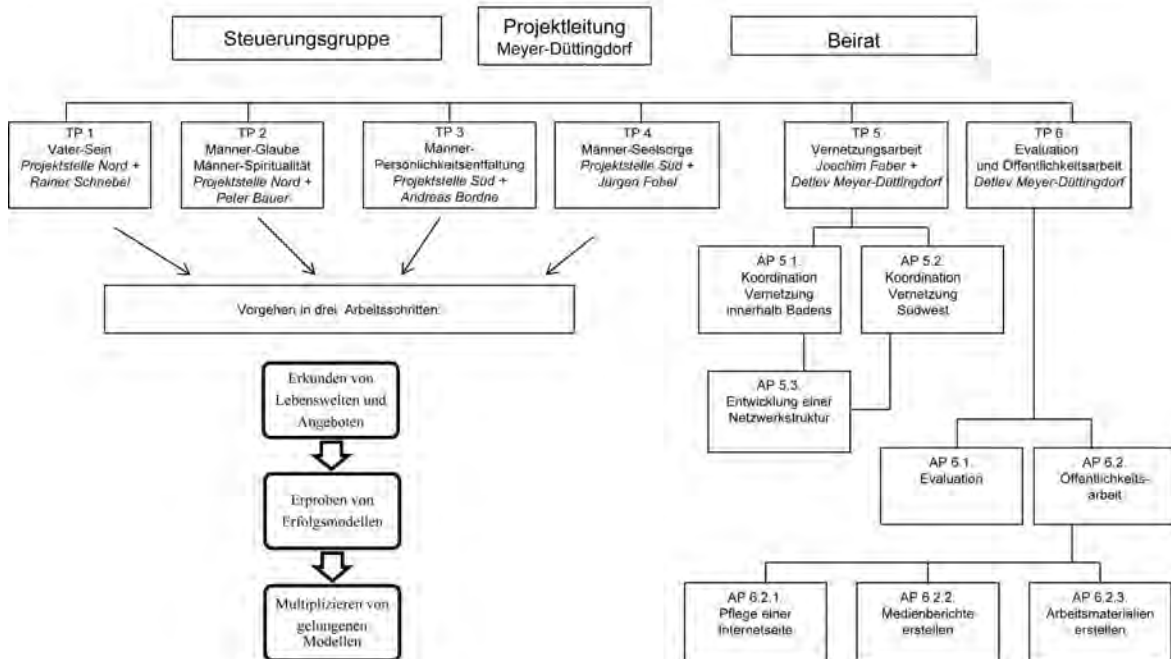 Steuerungsgruppe
Projektleitung
Meyer-Düttingdorf
Beirat
TP 1
Vater-Sein
Projektstelle Nord +
Rainer Schnebel
TP 2
Männer-Glaube
Männer-Spiritualität
Projektstelle Nord +
Peter Bauer
TP 3
Männer-
Persönlichkeitsentfaltung
Projektstelle Süd +
Andreas Bordne
TP 4
Männer-Seelsorge
Projektstelle Süd +
Jürgen Fobel
TP 5
Vernetzungsarbeit
Joachim Faber +
Detlev Meyer-Düttingdorf
TP 6
Evaluation
und Öffentlichkeitsarbeit
Detlev Meyer-Düttingdorf
Vorgehen in drei Arbeitsschritten:
Erkunden von
Lebenswelten und
Angeboten
Erproben von
Erfolgsmodellen
Multiplizieren von
gelungenen
Modellen
AP 5.1.
Koordination
Vernetzung
innerhalb Badens
AP 5.2.
Koordination
Vernetzung
Südwest
AP 5.3.
Entwicklung einer
Netzwerkstruktur
AP 6.1.
Evaluation
AP 6.2.
Öffentlichkeits-
arbeit
AP 6.2.1
Pflege einer
Internetseite
AP 6.2.2.
Medienberichte
erstellen
AP 6.2.3.
Arbeitsmaterialien
erstellen